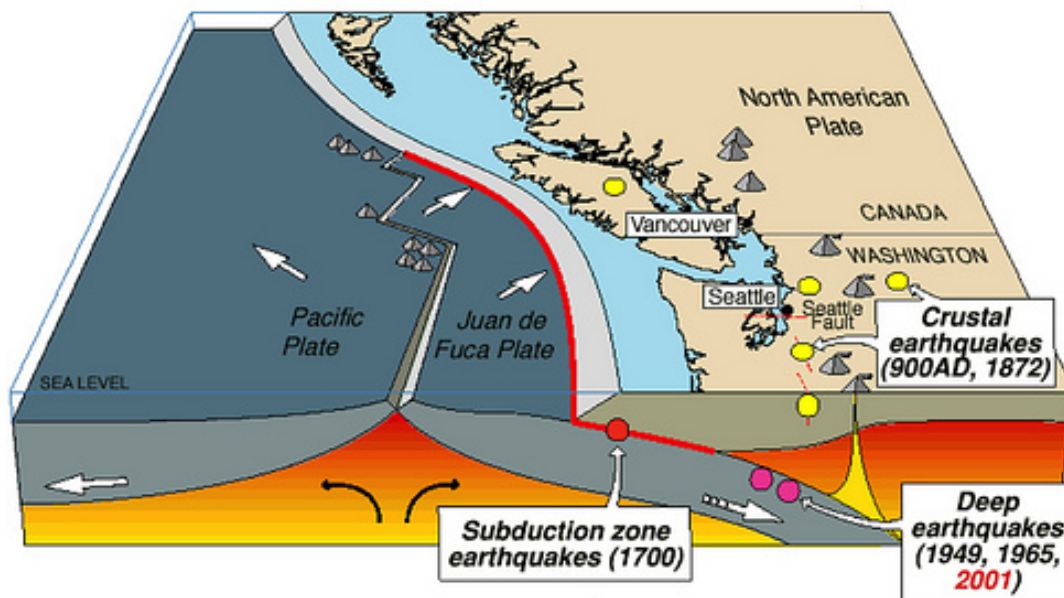 North American
Plate
CANADA
Vancouver
WASHINGTON
Seattle
Seattle
Fault
Crustal
earthquakes
(900AD, 1872)
Pacific
Plate
Juan de
Fuca Plate
SEA LEVEL
Subduction zone
earthquakes (1700)
Deep
earthquakes
(1949, 1965,
2001)